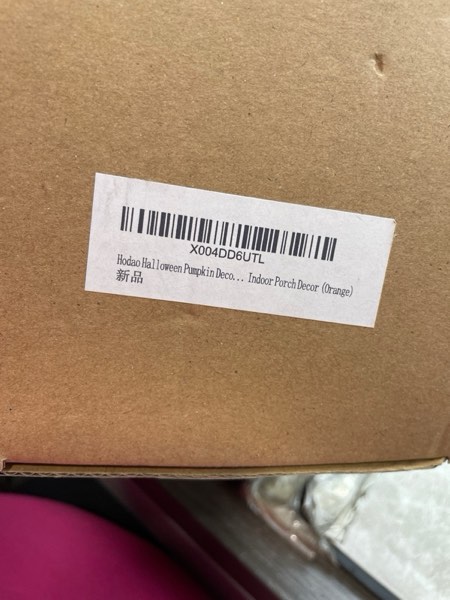 X004DD6UTL
Hodao Halloween Pumpkin Deco... Indoor Porch Decor (Orange)
新品